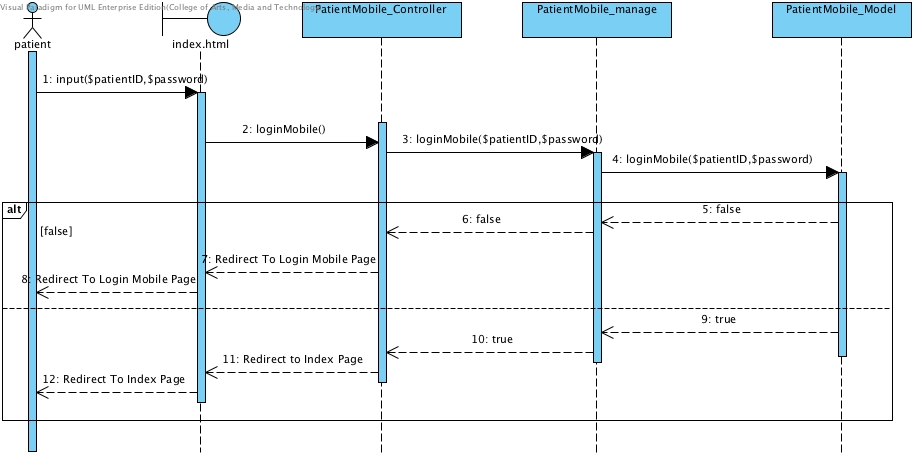 Visual Paradigm for UML Enterprise Edition(College of Arts, Media and Technology
PatientMobile_Controller
PatientMobile_manage
PatientMobile_Model
patient
index.html
1: input($patientID,$password)
2: loginMobile()
3: loginMobile($patientID,$password)
4: loginMobile($patientID,$password)
alt
5: false
6: false
[false]
7: Redirect To Login Mobile Page
8: Redirect To Login Mobile Page
9: true
10: true
11: Redirect to Index Page
12: Redirect To Index Page